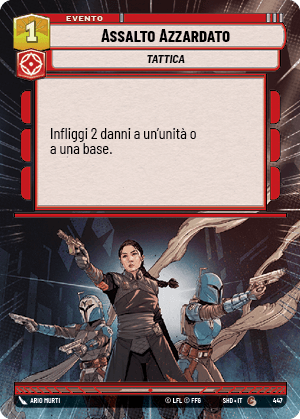 EVENTO
1
ASSALTO AZZARDATO
TATTICA
Infliggi 2 danni a un'unità o
a una base.
ARIO MURTI
© LFL © FFG
SHD • IT
447